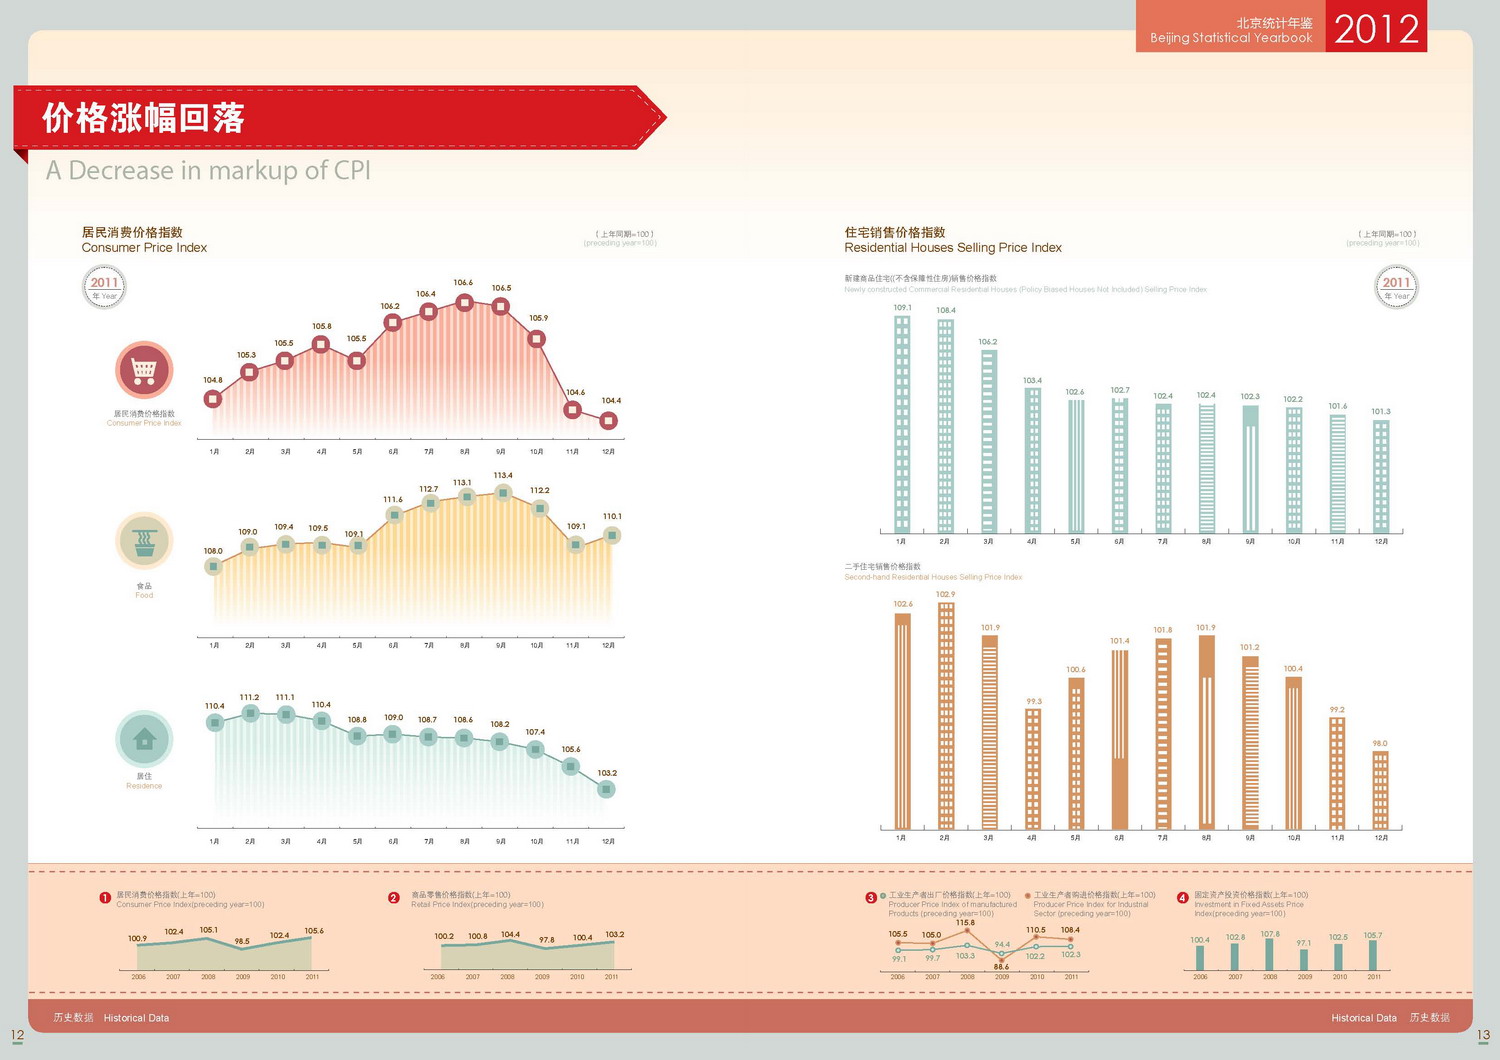 北京统计年鉴
Beijing Statistical Yearbook
2012
价格涨幅回落
A Decrease in markup of CPI
居民消费价格指数
Consumer Price Index
(上年同期=100)
(preceding year=100)
2011
年 Year
104.8 105.3 105.5 105.8 105.5 106.2 106.4 106.6 106.5 105.9 104.6 104.4
居民消费价格指数
Consumer Price Index
1月 2月 3月 4月 5月 6月 7月 8月 9月 10月 11月 12月
108.0 109.0 109.4 109.5 109.1 111.6 112.7 113.1 113.4 112.2 109.1 110.1
食品
Food
1月 2月 3月 4月 5月 6月 7月 8月 9月 10月 11月 12月
110.4 111.2 111.1 110.4 108.8 109.0 108.7 108.6 108.2 107.4 105.6 103.2
居住
Residence
1月 2月 3月 4月 5月 6月 7月 8月 9月 10月 11月 12月
住宅销售价格指数
Residential Houses Selling Price Index
(上年同期=100)
(preceding year=100)
新建商品住宅((不含保障性住房)销售价格指数
Newly constructed Commercial Residential Houses (Policy Biased Houses Not Included) Selling Price Index
2011
年 Year
109.1 108.4 106.2 103.4 102.6 102.7 102.4 102.4 102.3 102.2 101.6 101.3
1月 2月 3月 4月 5月 6月 7月 8月 9月 10月 11月 12月
二手住宅销售价格指数
Second-hand Residential Houses Selling Price Index
102.6 102.9 101.9 99.3 100.6 101.4 101.8 101.9 101.2 100.4 99.2 98.0
1月 2月 3月 4月 5月 6月 7月 8月 9月 10月 11月 12月
1 居民消费价格指数(上年=100)
Consumer Price Index(preceding year=100)
100.9 102.4 105.1 98.5 102.4 105.6
2006 2007 2008 2009 2010 2011
2 商品零售价格指数(上年=100)
Retail Price Index(preceding year=100)
100.2 100.8 104.4 97.8 100.4 103.2
2006 2007 2008 2009 2010 2011
3 工业生产者出厂价格指数(上年=100)
Producer Price Index of manufactured
Products (preceding year=100)
工业生产者购进价格指数(上年=100)
Producer Price Index for Industrial
Sector (preceding year=100)
105.5 105.0 115.8 88.6 110.5 108.4
99.1 99.7 103.3 94.4 102.2 102.3
2006 2007 2008 2009 2010 2011
4 固定资产投资价格指数(上年=100)
Investment in Fixed Assets Price
Index(preceding year=100)
100.4 102.8 107.8 97.1 102.5 105.7
2006 2007 2008 2009 2010 2011
历史数据 Historical Data
Historical Data 历史数据
12
13